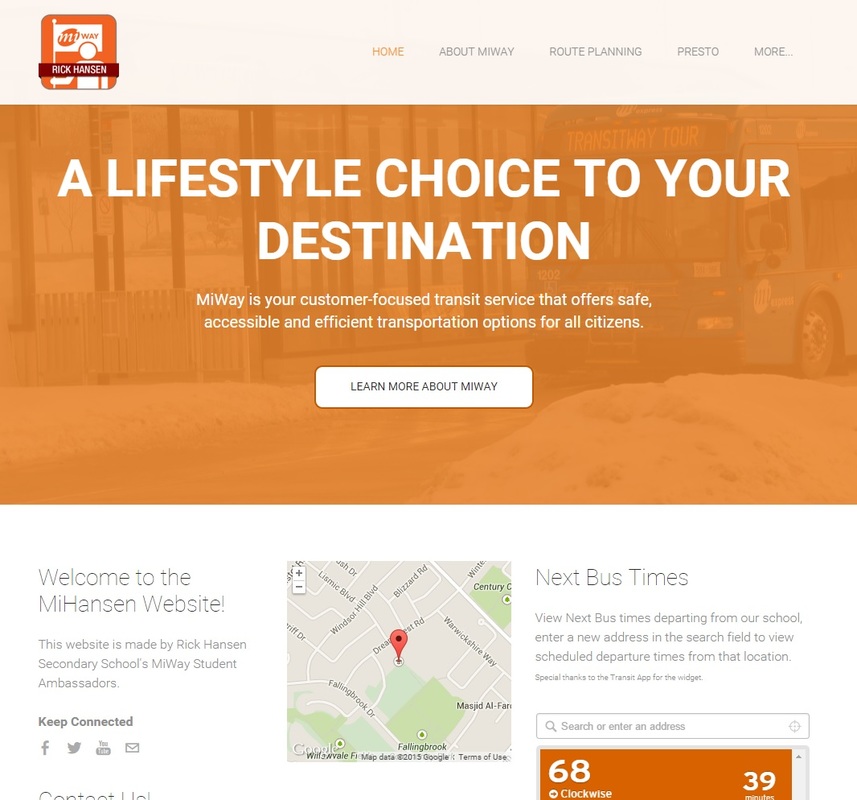 mi WAY
RICK HANSEN
HOME
ABOUT MIWAY
ROUTE PLANNING
PRESTO
MORE...
TRANSITWAY TOUR
1202
A LIFESTYLE CHOICE TO YOUR
DESTINATION
MiWay is your customer-focused transit service that offers safe,
accessible and efficient transportation options for all citizens.
LEARN MORE ABOUT MIWAY
Welcome to the
MiHansen Website!
This website is made by Rick Hansen
Secondary School's MiWay Student
Ambassadors.
Keep Connected
Contact Us!
Lismic Blvd
Blizzard Rd
Windsor Hill Blvd
Century C
Warwickshire Way
Fallingbrook Dr
Masjid Al-Faro
Fallingbrook
Google
Map data ©2015 Google
Terms of Use
Next Bus Times
View Next Bus times departing from our school,
enter a new address in the search field to view
scheduled departure times from that location.
Special thanks to the Transit App for the widget.
Search or enter an address
68
Clockwise
39
minutes